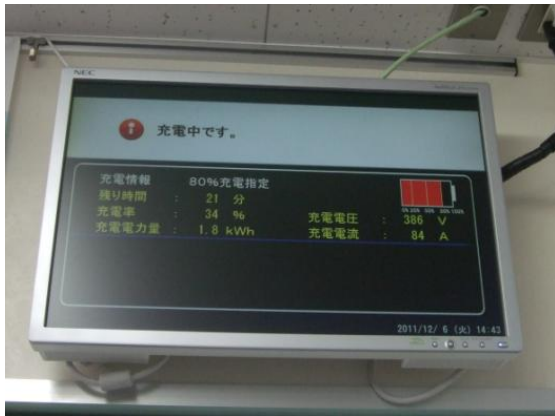 NEC
充電中です。
充電情報 80%充電指定
残り時間 : 21 分
充電率 : 34 %
充電電力量 : 1.8 kWh
充電電圧 : 386 V
充電電流 : 84 A
2011/12/ 6 (火) 14:43